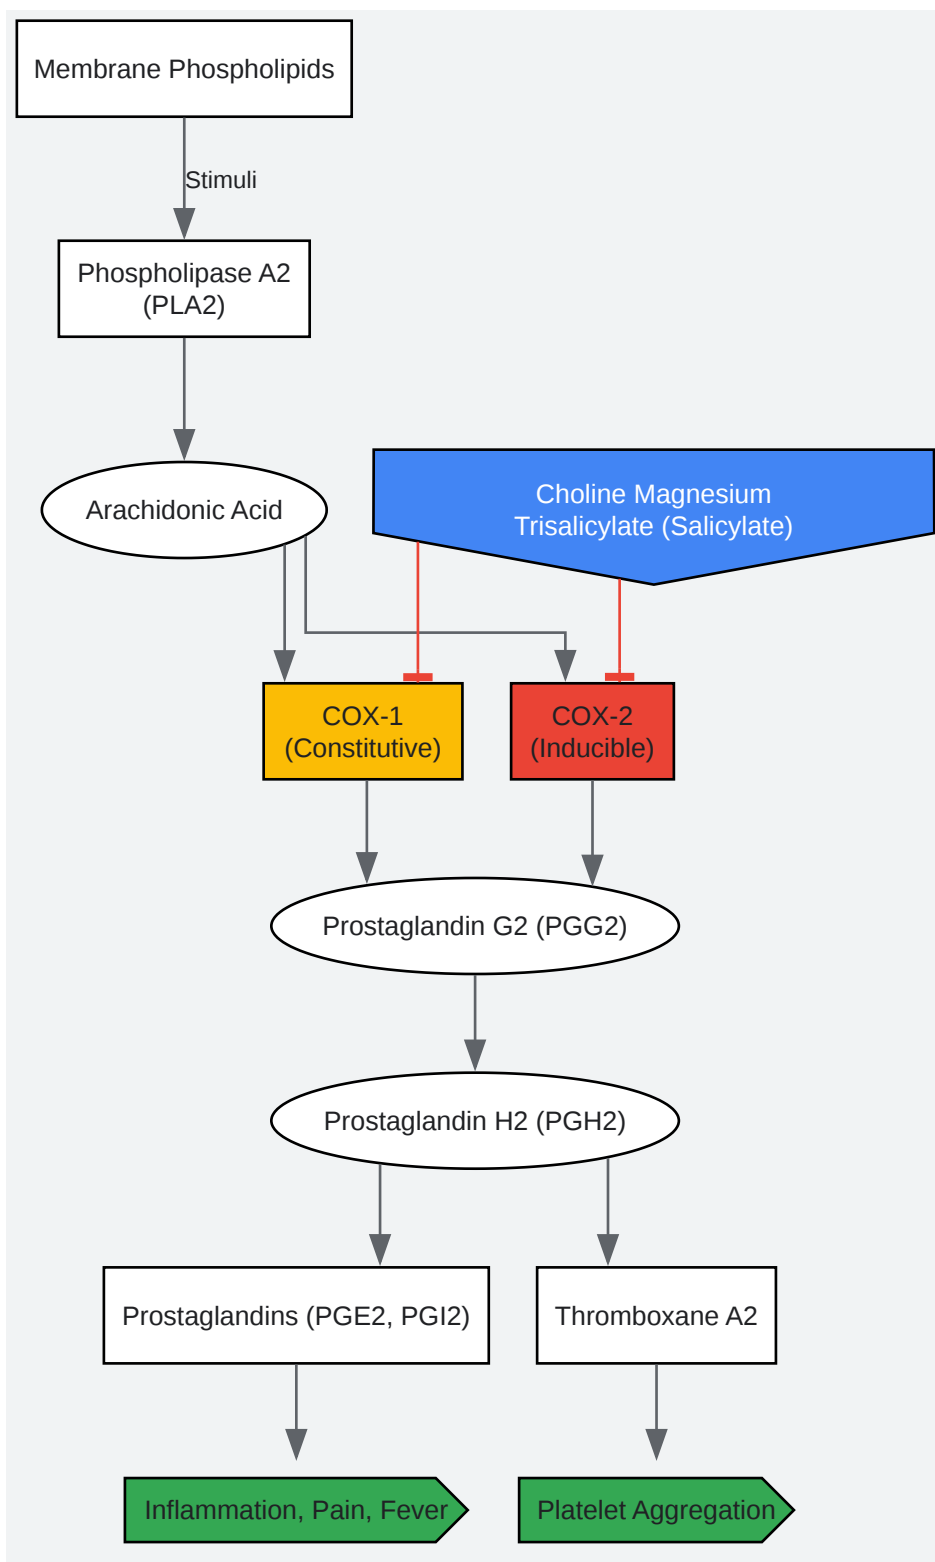 Membrane Phospholipids
Stimuli
Phospholipase A2
(PLA2)
Arachidonic Acid
Choline Magnesium
Trisalicylate (Salicylate)
COX-1
(Constitutive)
COX-2
(Inducible)
Prostaglandin G2 (PGG2)
Prostaglandin H2 (PGH2)
Prostaglandins (PGE2, PGI2)
Thromboxane A2
Inflammation, Pain, Fever
Platelet Aggregation